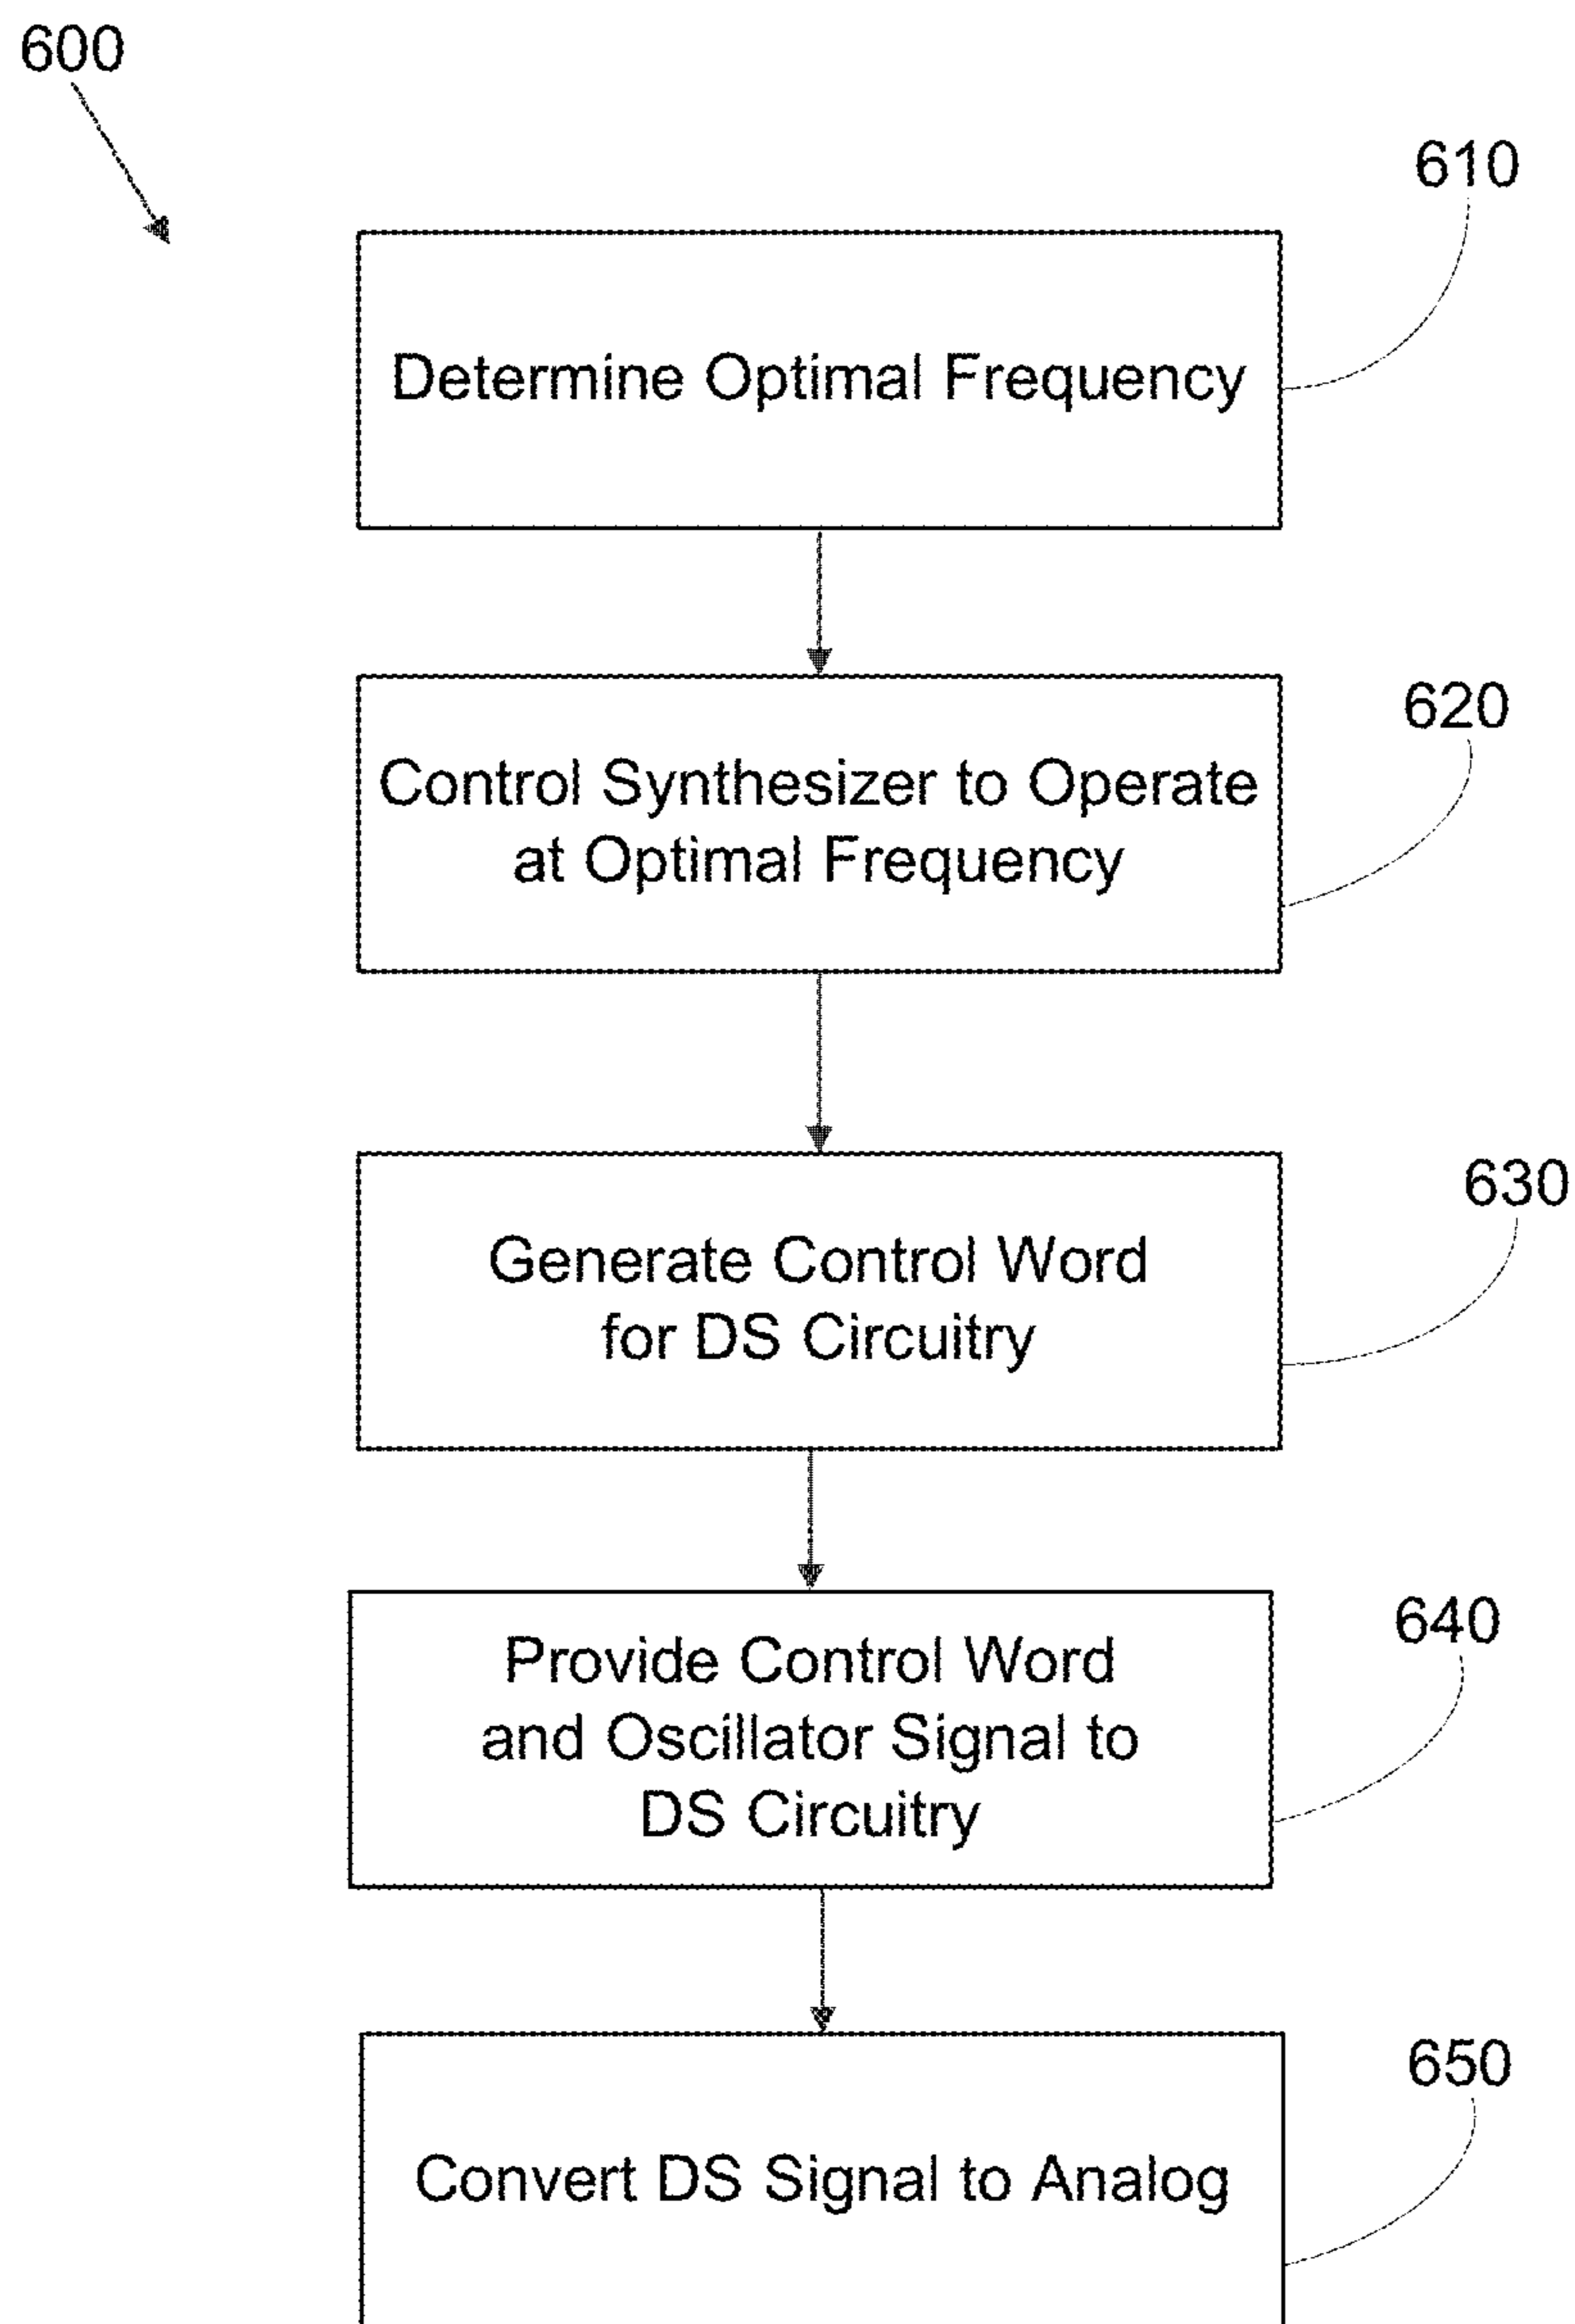 600
610
Determine Optimal Frequency
620
Control Synthesizer to Operate
at Optimal Frequency
630
Generate Control Word
for DS Circuitry
640
Provide Control Word
and Oscillator Signal to
DS Circuitry
650
Convert DS Signal to Analog